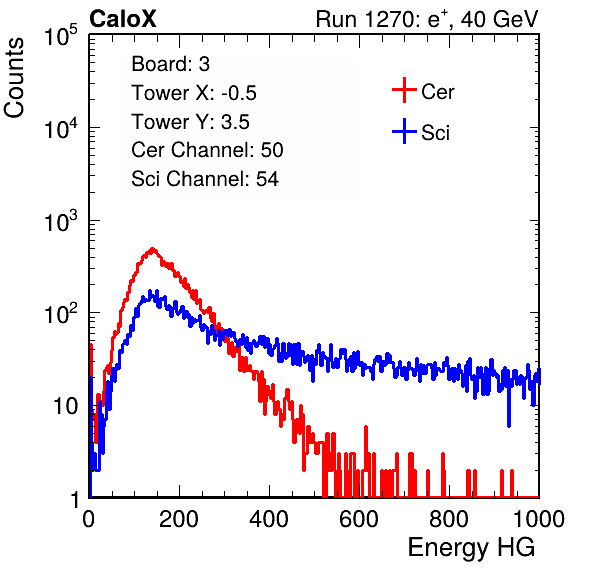 CaloX Run 1270: e⁺, 40 GeV
Counts
10⁵
10⁴
10³
10²
10
1
Board: 3
Tower X: -0.5
Tower Y: 3.5
Cer Channel: 50
Sci Channel: 54
Cer
Sci
0 200 400 600 800 1000
Energy HG